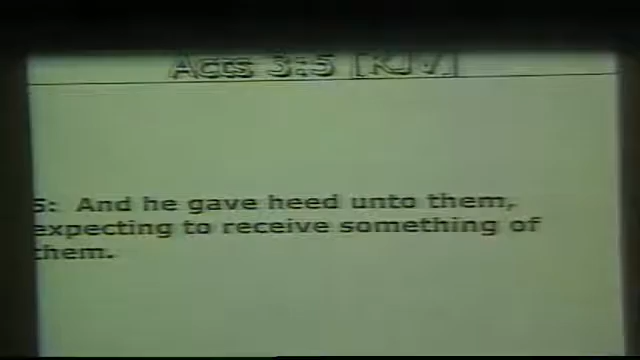 Acts 3:5 [KJV]
5: And he gave heed unto them,
expecting to receive something of
them.